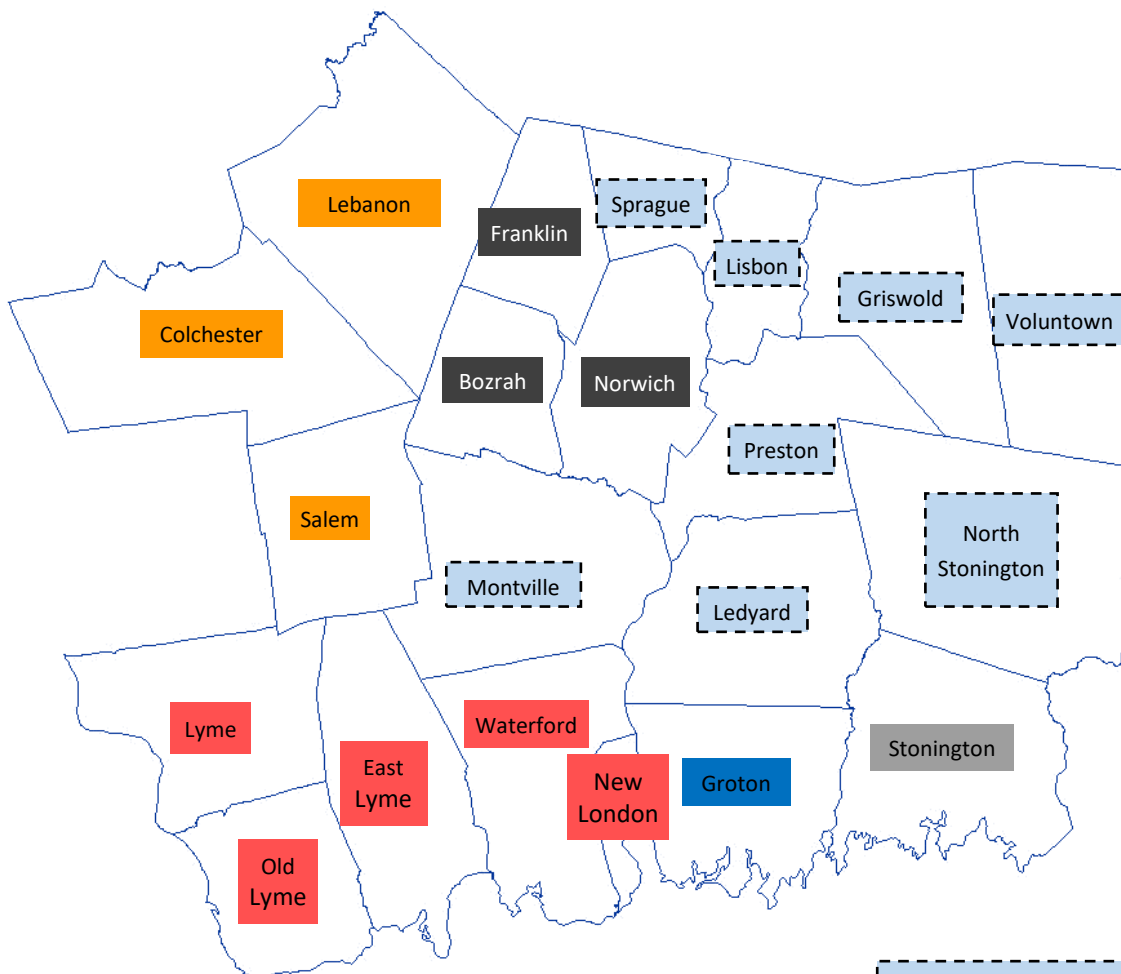 Lebanon
Franklin
Sprague
Lisbon
Griswold
Voluntown
Colchester
Bozrah
Norwich
Preston
Salem
North
Stonington
Montville
Ledyard
Lyme
Waterford
East
Lyme
New
London
Groton
Stonington
Old
Lyme